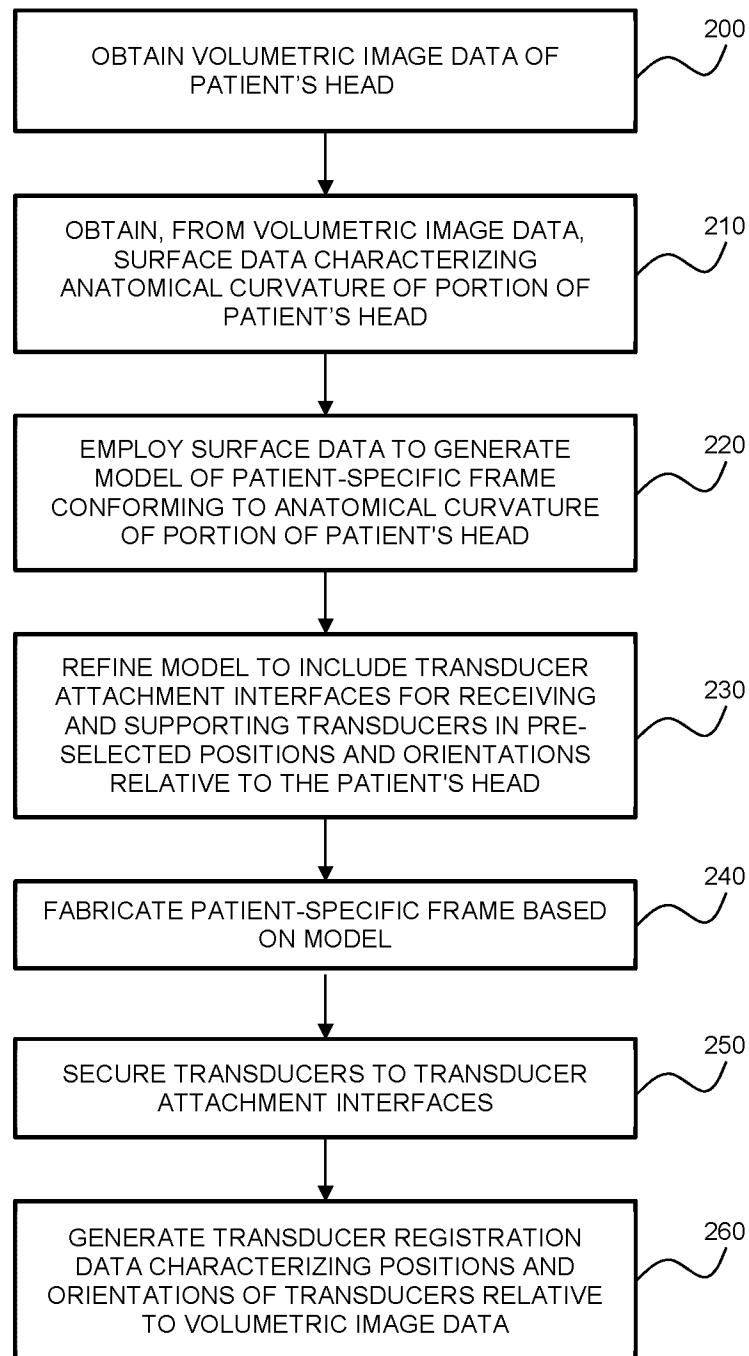 OBTAIN VOLUMETRIC IMAGE DATA OF
PATIENT’S HEAD
200
OBTAIN, FROM VOLUMETRIC IMAGE DATA,
SURFACE DATA CHARACTERIZING
ANATOMICAL CURVATURE OF PORTION OF
PATIENT’S HEAD
210
EMPLOY SURFACE DATA TO GENERATE
MODEL OF PATIENT-SPECIFIC FRAME
CONFORMING TO ANATOMICAL CURVATURE
OF PORTION OF PATIENT'S HEAD
220
REFINE MODEL TO INCLUDE TRANSDUCER
ATTACHMENT INTERFACES FOR RECEIVING
AND SUPPORTING TRANSDUCERS IN PRE-
SELECTED POSITIONS AND ORIENTATIONS
RELATIVE TO THE PATIENT'S HEAD
230
FABRICATE PATIENT-SPECIFIC FRAME BASED
ON MODEL
240
SECURE TRANSDUCERS TO TRANSDUCER
ATTACHMENT INTERFACES
250
GENERATE TRANSDUCER REGISTRATION
DATA CHARACTERIZING POSITIONS AND
ORIENTATIONS OF TRANSDUCERS RELATIVE
TO VOLUMETRIC IMAGE DATA
260